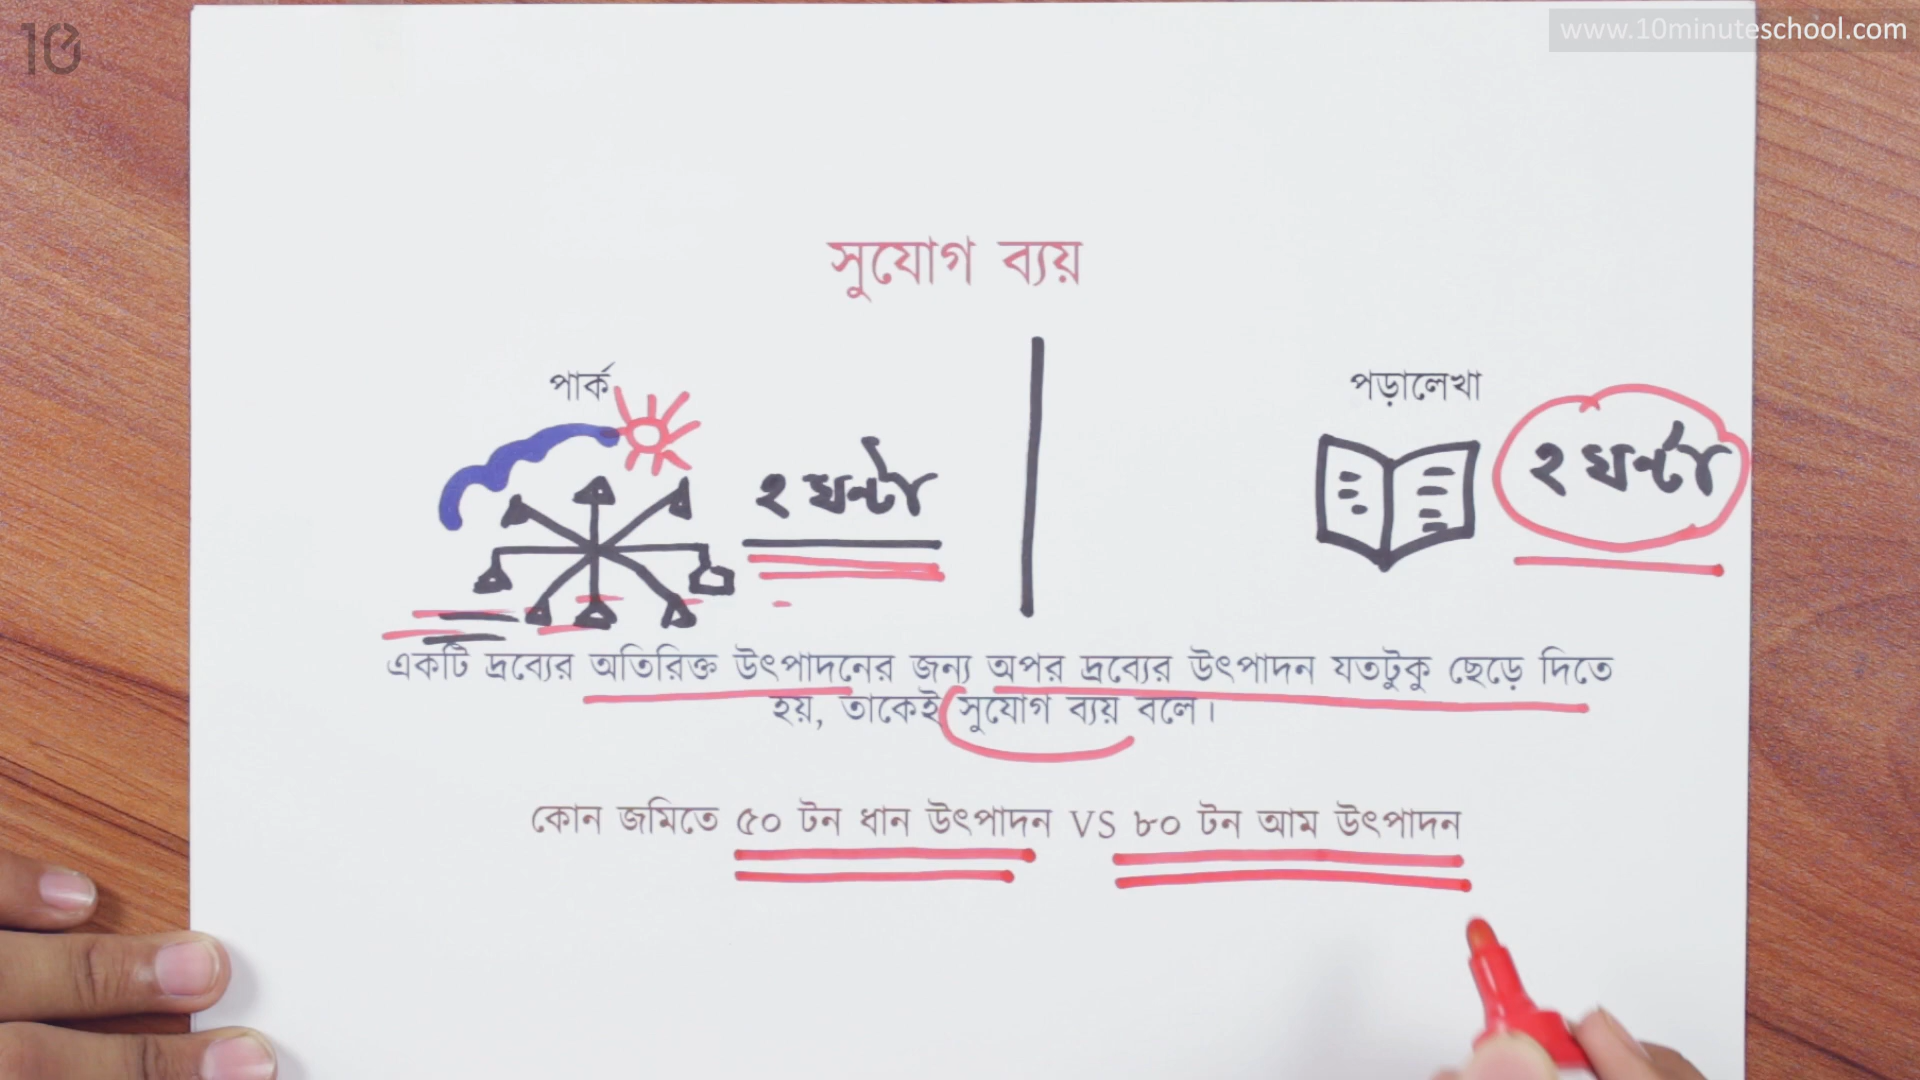 10
www.10minuteschool.com
সুযোগ ব্যয়
পার্ক
পড়ালেখা
২ ঘন্টা
২ ঘন্টা
একটি দ্রব্যের অতিরিক্ত উৎপাদনের জন্য অপর দ্রব্যের উৎপাদন যতটুকু ছেড়ে দিতে
হয়, তাকেই সুযোগ ব্যয় বলে।
কোন জমিতে ৫০ টন ধান উৎপাদন VS ৮০ টন আম উৎপাদন